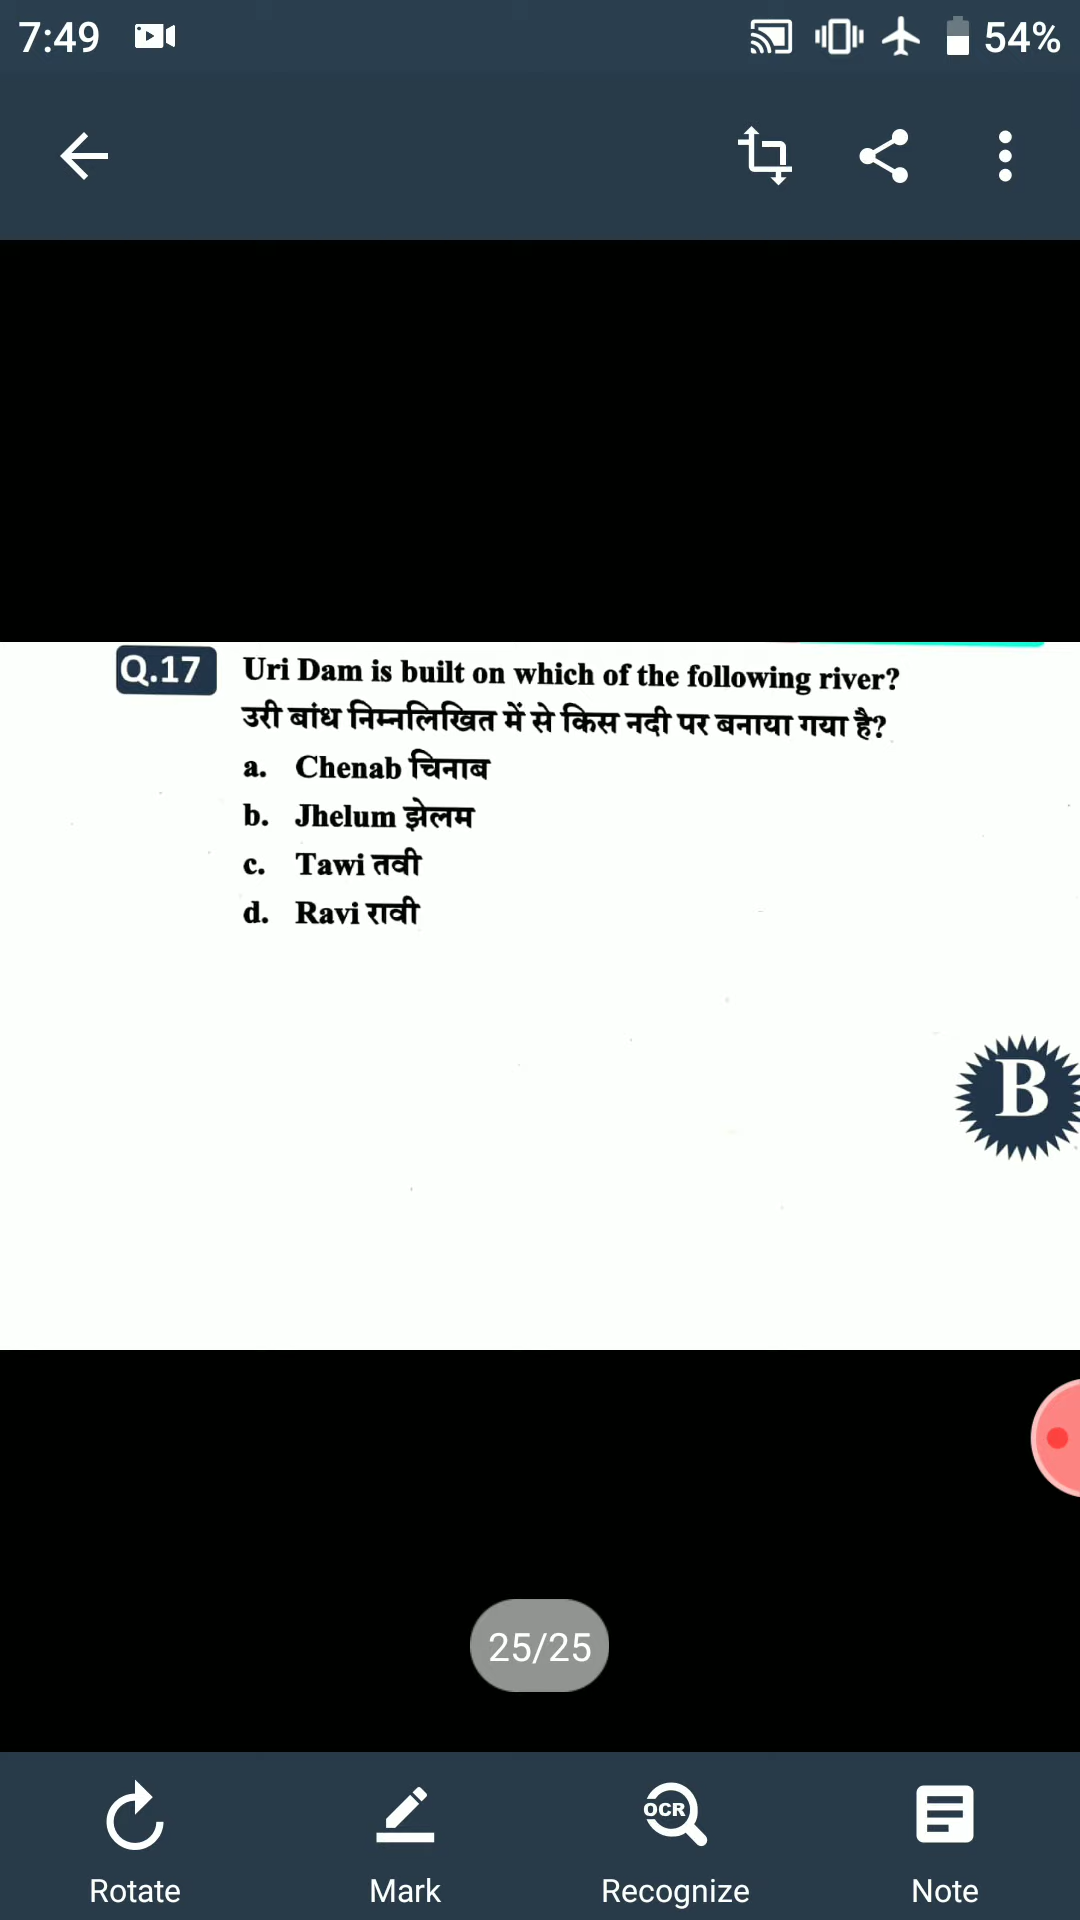 7:49
54%
Q.17 Uri Dam is built on which of the following river?
उरी बांध निम्नलिखित में से किस नदी पर बनाया गया है?
a. Chenab चिनाब
b. Jhelum झेलम
c. Tawi तवी
d. Ravi रावी
B
25/25
OCR
Rotate Mark Recognize Note